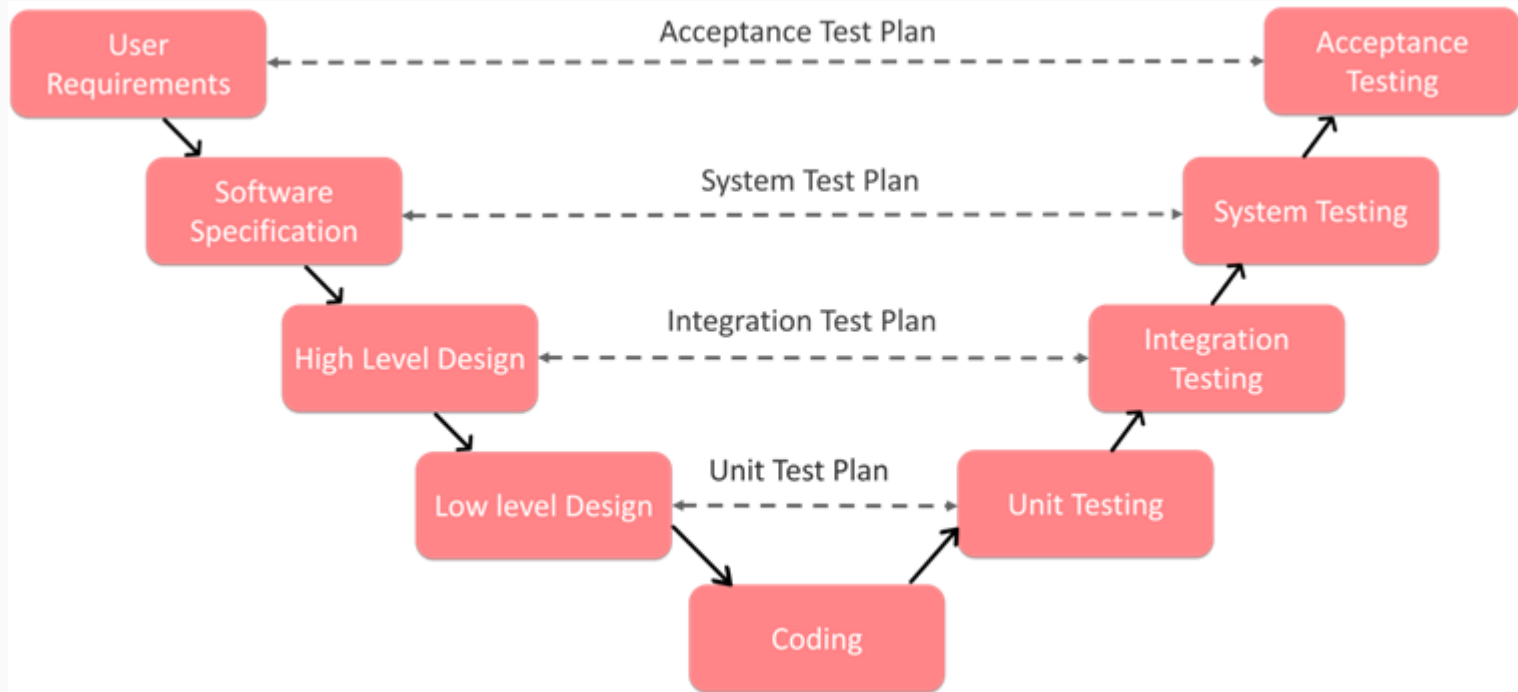 User
Requirements
Acceptance Test Plan
Acceptance
Testing
Software
Specification
System Test Plan
System Testing
High Level Design
Integration Test Plan
Integration
Testing
Low level Design
Unit Test Plan
Unit Testing
Coding